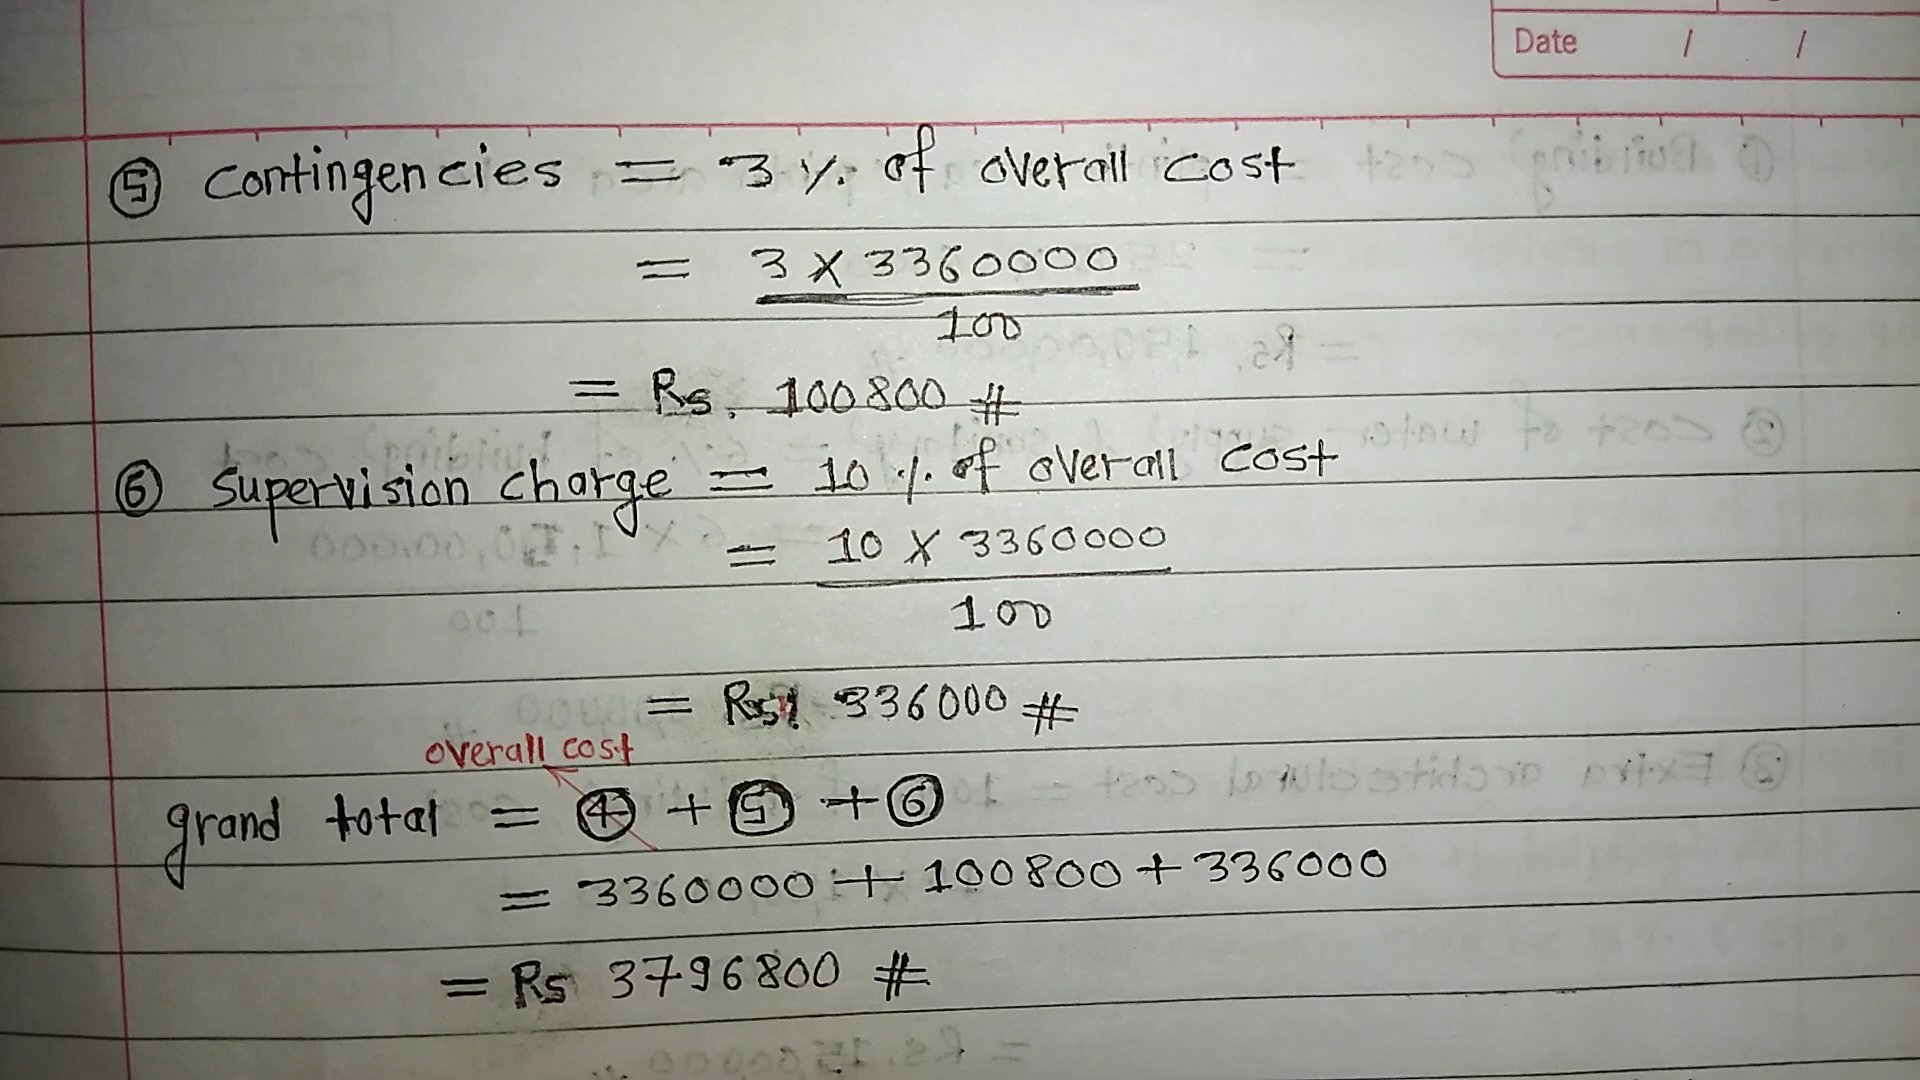 Date / /
⑤ Contingencies = 3 %. of overall cost
= 3 X 3360000
100
= Rs. 100800 #
⑥ Supervision charge = 10 %. of overall cost
= 10 X 3360000
100
= Rs. 336000 #
overall cost
grand total = ④ + ⑤ + ⑥
= 3360000 + 100800 + 336000
= Rs 3796800 #